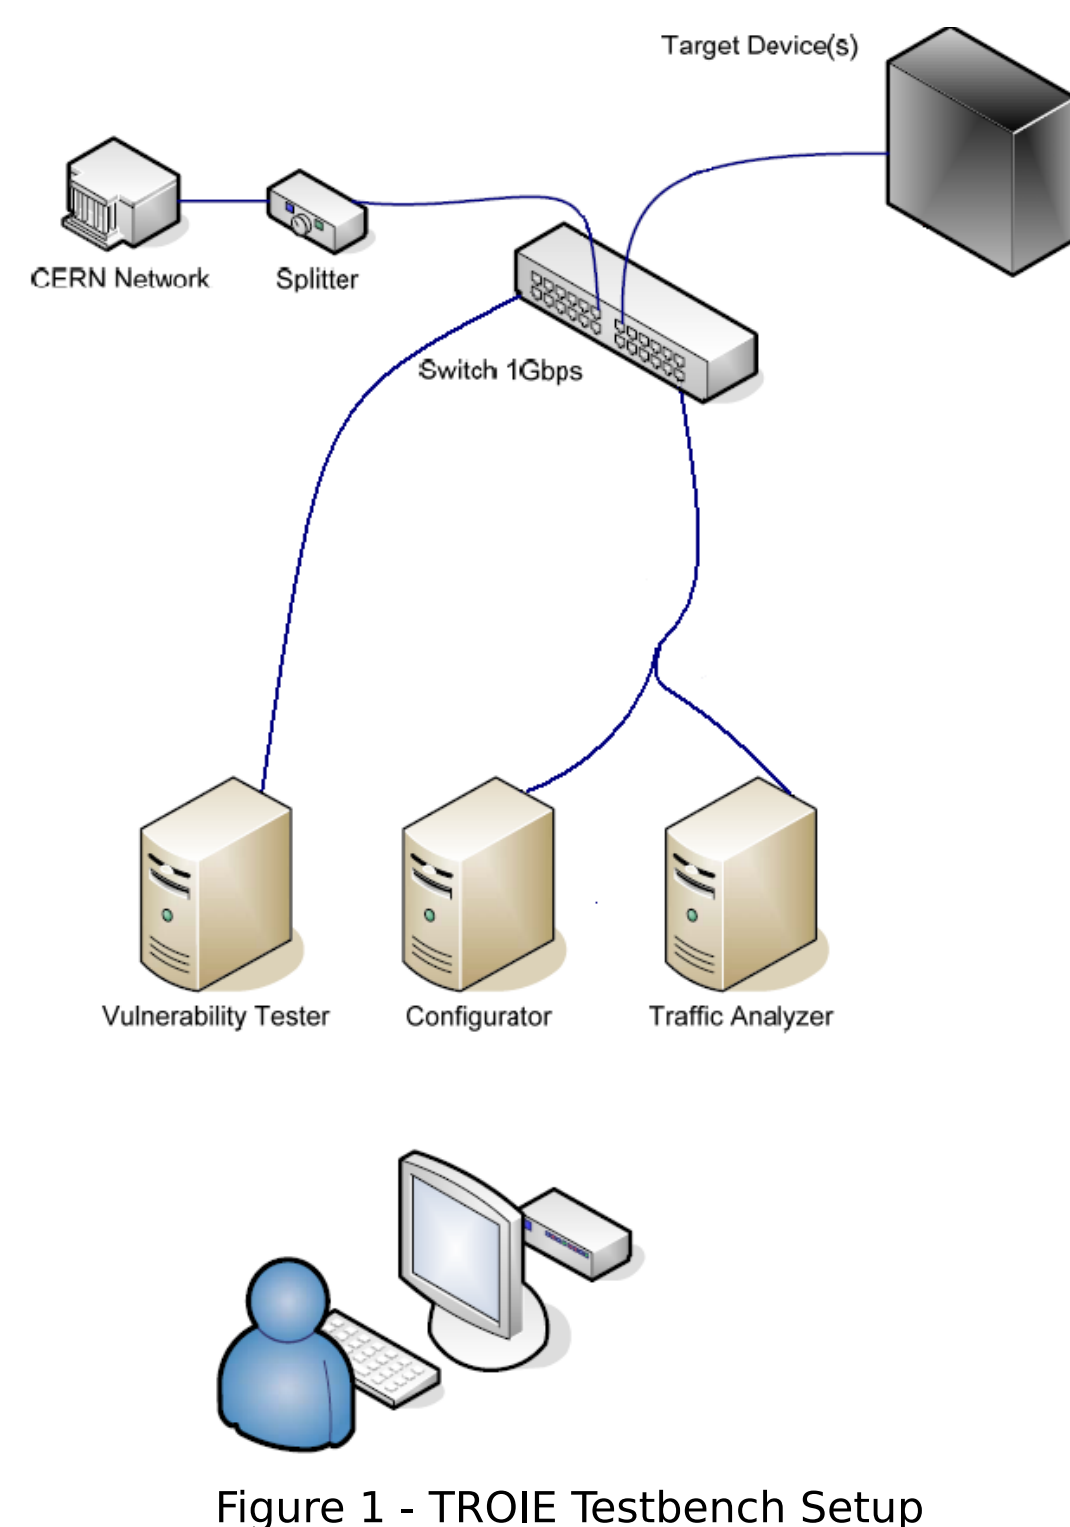 Target Device(s)
CERN Network
Splitter
Switch 1Gbps
Vulnerability Tester
Configurator
Traffic Analyzer
Figure 1 - TROIE Testbench Setup